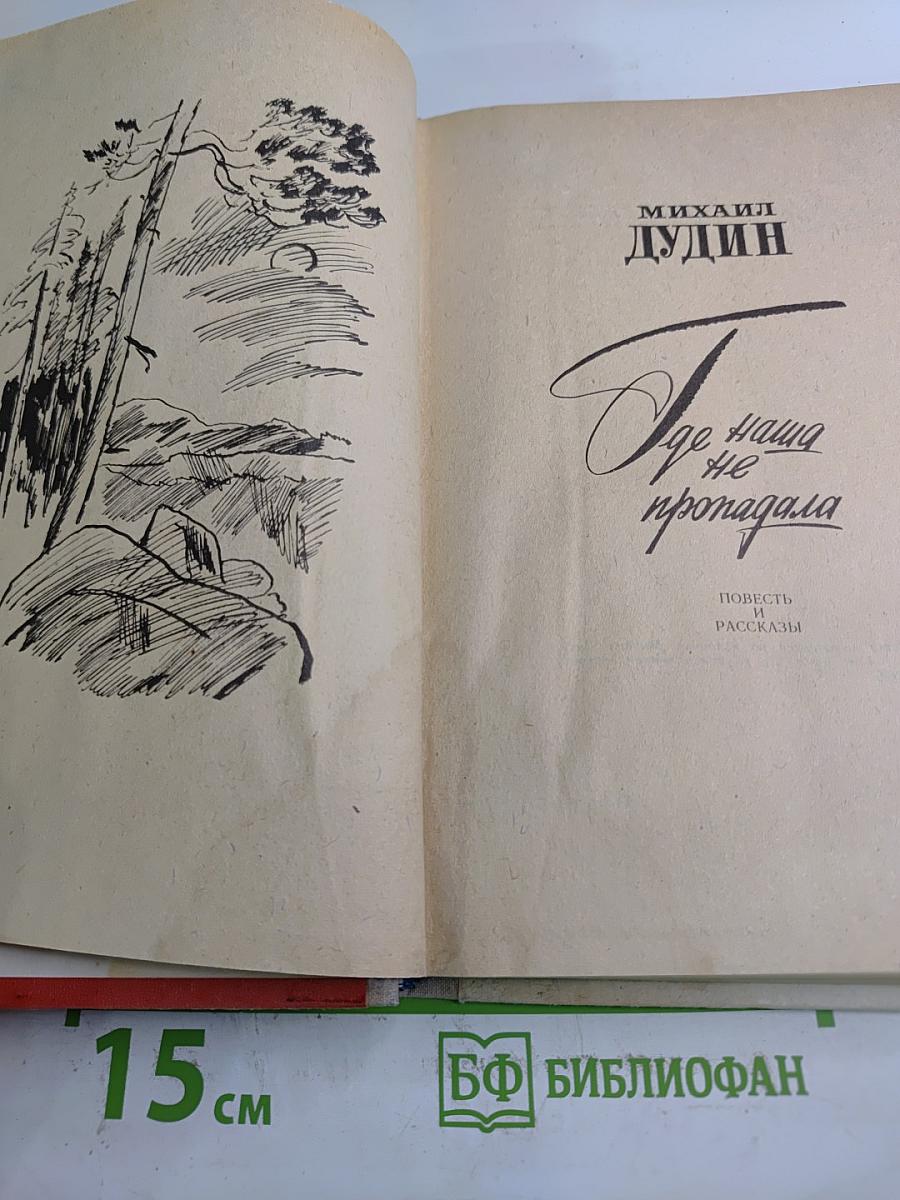 МИХАИЛ
ДУДИН
Где наша
не
пропадала
ПОВЕСТЬ
И
РАССКАЗЫ
15 см
БФ БИБЛИОФАН